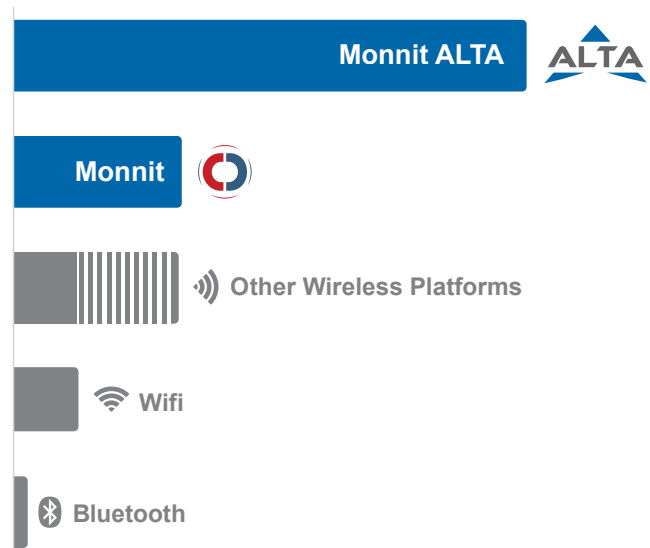 Monnit ALTA
ALTA
Monnit
Other Wireless Platforms
Wifi
Bluetooth